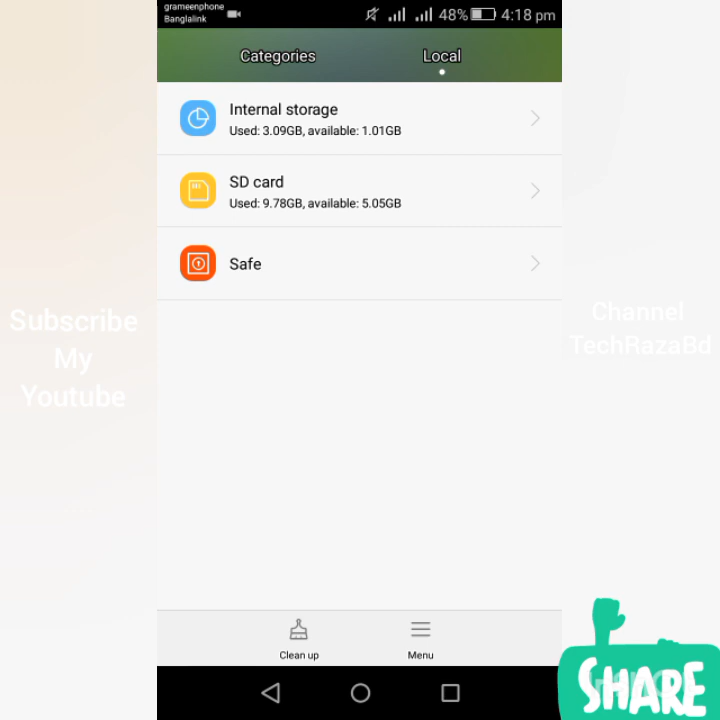 grameenphone
Banglalink
48% 4:18 pm
Categories Local
Internal storage
Used: 3.09GB, available: 1.01GB
SD card
Used: 9.78GB, available: 5.05GB
Safe
Subscribe
My
Youtube
Channel
TechRazaBd
Clean up Menu
SHARE